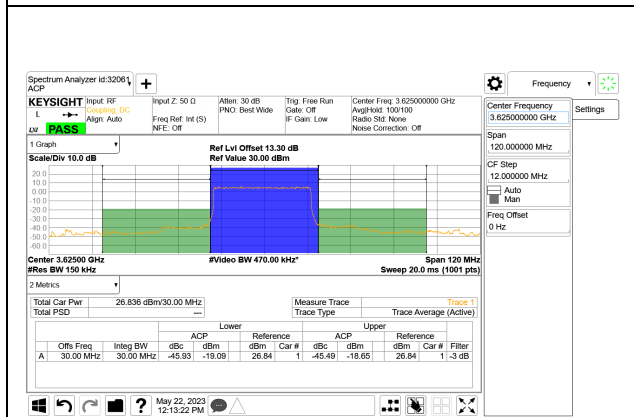 Spectrum Analyzer id:32061
ACP
Frequency
KEYSIGHT
L
LXI PASS
Input: RF
Coupling: DC
Align: Auto
Input Z: 50 Ω
Freq Ref: Int (S)
NFE: Off
Atten: 30 dB
PNO: Best Wide
Trig: Free Run
Gate: Off
IF Gain: Low
Center Freq: 3.625000000 GHz
Avg|Hold: 100/100
Radio Std: None
Noise Correction: Off
Center Frequency
3.625000000 GHz
Settings
Span
120.000000 MHz
CF Step
12.000000 MHz
Auto
Man
Freq Offset
0 Hz
1 Graph
Scale/Div 10.0 dB
Ref Lvl Offset 13.30 dB
Ref Value 30.00 dBm
20.0
10.0
0.00
-10.0
-20.0
-30.0
-40.0
-50.0
-60.0
Center 3.62500 GHz
#Video BW 470.00 kHz*
Span 120 MHz
#Res BW 150 kHz
Sweep 20.0 ms (1001 pts)
2 Metrics
Total Car Pwr 26.836 dBm/30.00 MHz
Total PSD ---
Measure Trace Trace 1
Trace Type Trace Average (Active)
Lower Upper
ACP Reference ACP Reference
Offs Freq Integ BW dBc dBm dBm Car # dBc dBm dBm Car # Filter
A 30.00 MHz 30.00 MHz -45.93 -19.09 26.84 1 -45.49 -18.65 26.84 1 -3 dB
?
May 22, 2023
12:13:22 PM